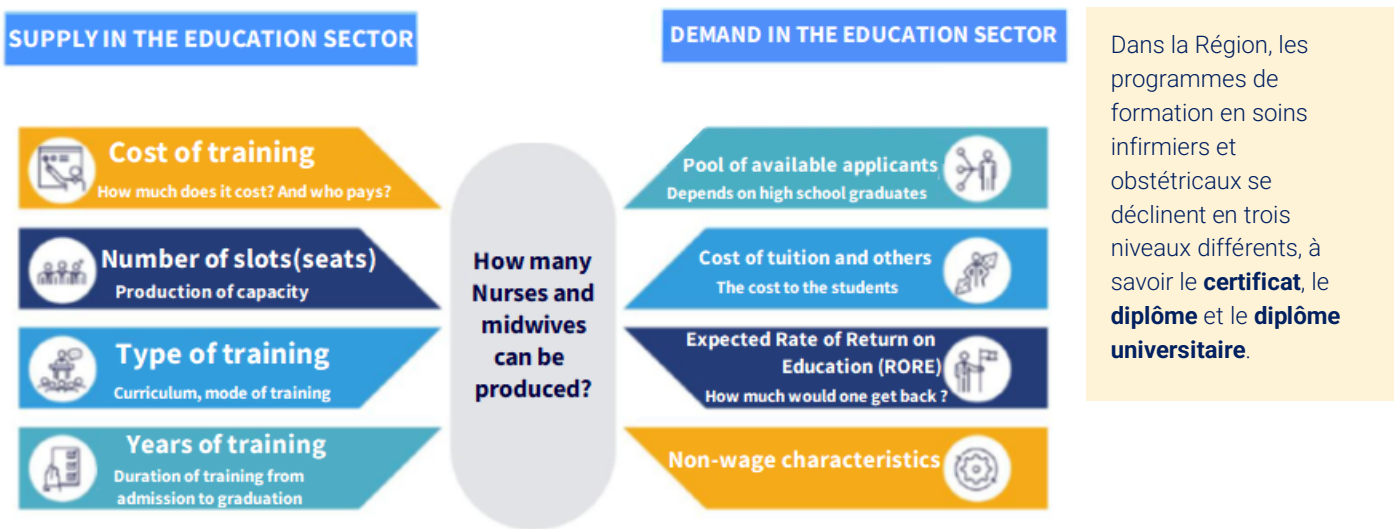 SUPPLY IN THE EDUCATION SECTOR
Cost of training
How much does it cost? And who pays?
Number of slots(seats)
Production of capacity
Type of training
Curriculum, mode of training
Years of training
Duration of training from
admission to graduation
How many
Nurses and
midwives
can be
produced?
DEMAND IN THE EDUCATION SECTOR
Pool of available applicants
Depends on high school graduates
Cost of tuition and others
The cost to the students
Expected Rate of Return on
Education (RORE)
How much would one get back ?
Non-wage characteristics
Dans la Région, les
programmes de
formation en soins
infirmiers et
obstétricaux se
déclinent en trois
niveaux différents, à
savoir le certificat, le
diplôme et le diplôme
universitaire.